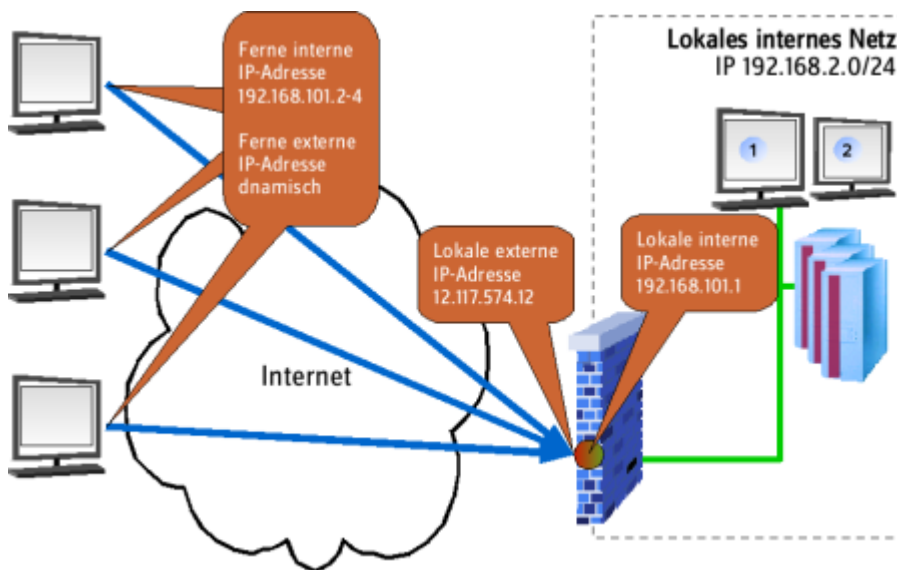 Ferne interne
IP-Adresse
192.168.101.2-4
Ferne externe
IP-Adresse
dnamisch
Lokales internes Netz
IP 192.168.2.0/24
1
2
Lokale externe
IP-Adresse
12.117.574.12
Lokale interne
IP-Adresse
192.168.101.1
Internet